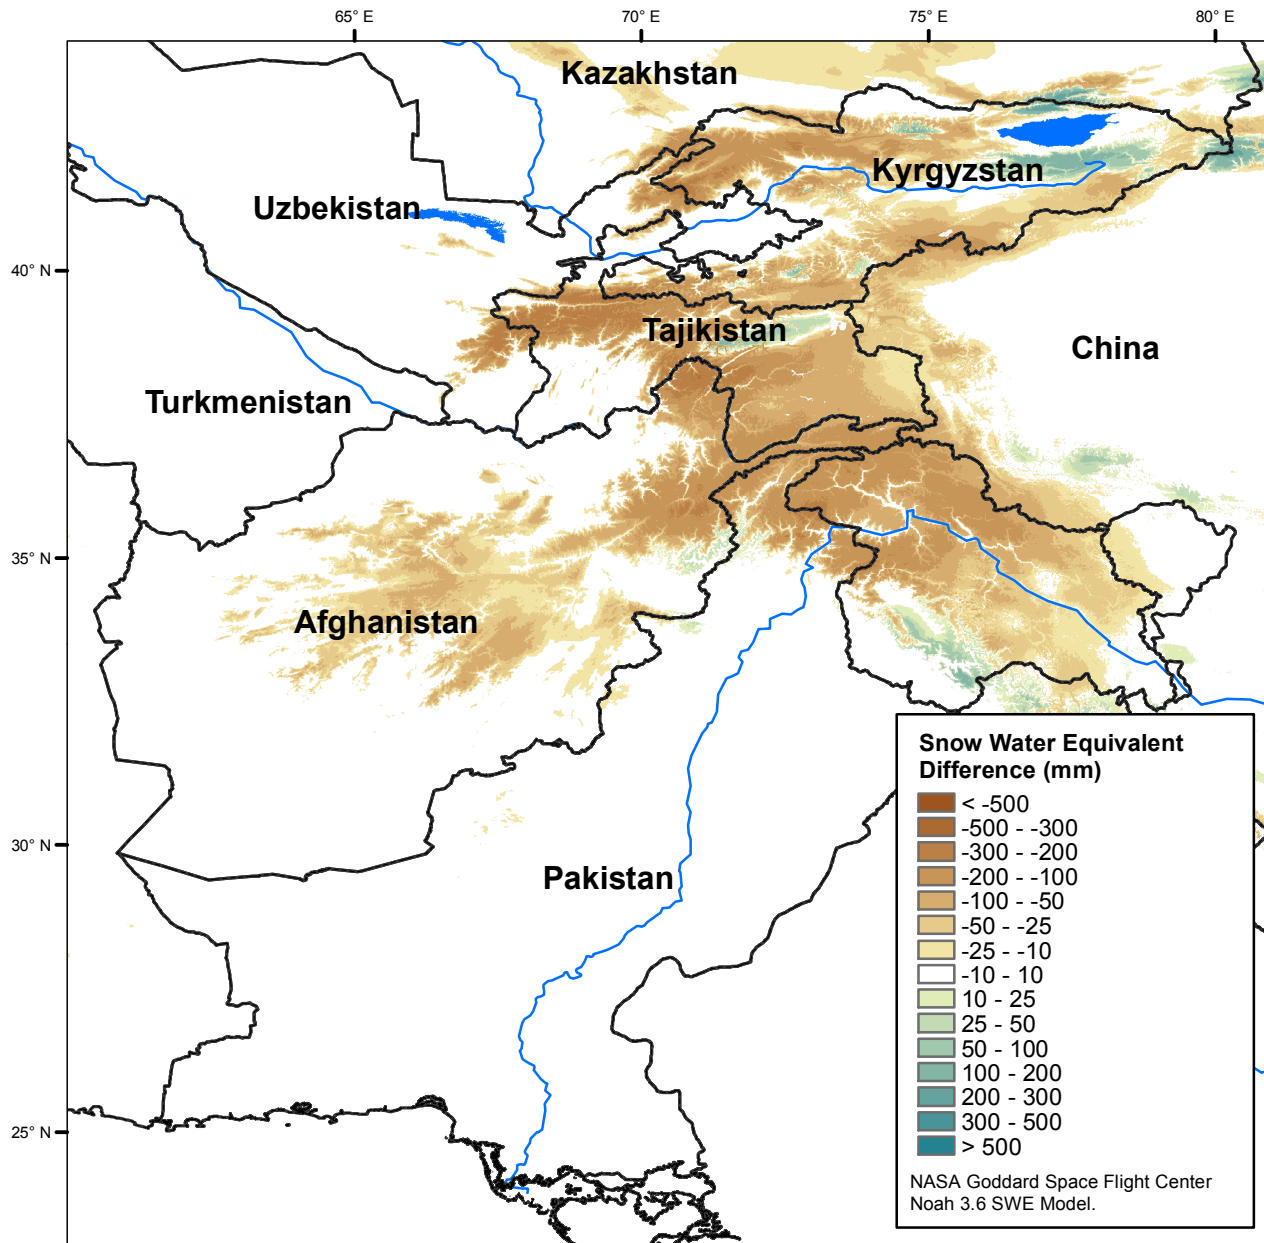 65° E
70° E
75° E
80° E
Kazakhstan
Kyrgyzstan
Uzbekistan
40° N
Tajikistan
China
Turkmenistan
35° N
Afghanistan
Snow Water Equivalent
Difference (mm)
< -500
-500 - -300
30° N
-300 - -200
Pakistan
-200 - -100
-100 - -50
-50 - -25
-25 - -10
-10 - 10
10 - 25
25 - 50
50 - 100
100 - 200
200 - 300
300 - 500
25° N
> 500
NASA Goddard Space Flight Center
Noah 3.6 SWE Model.